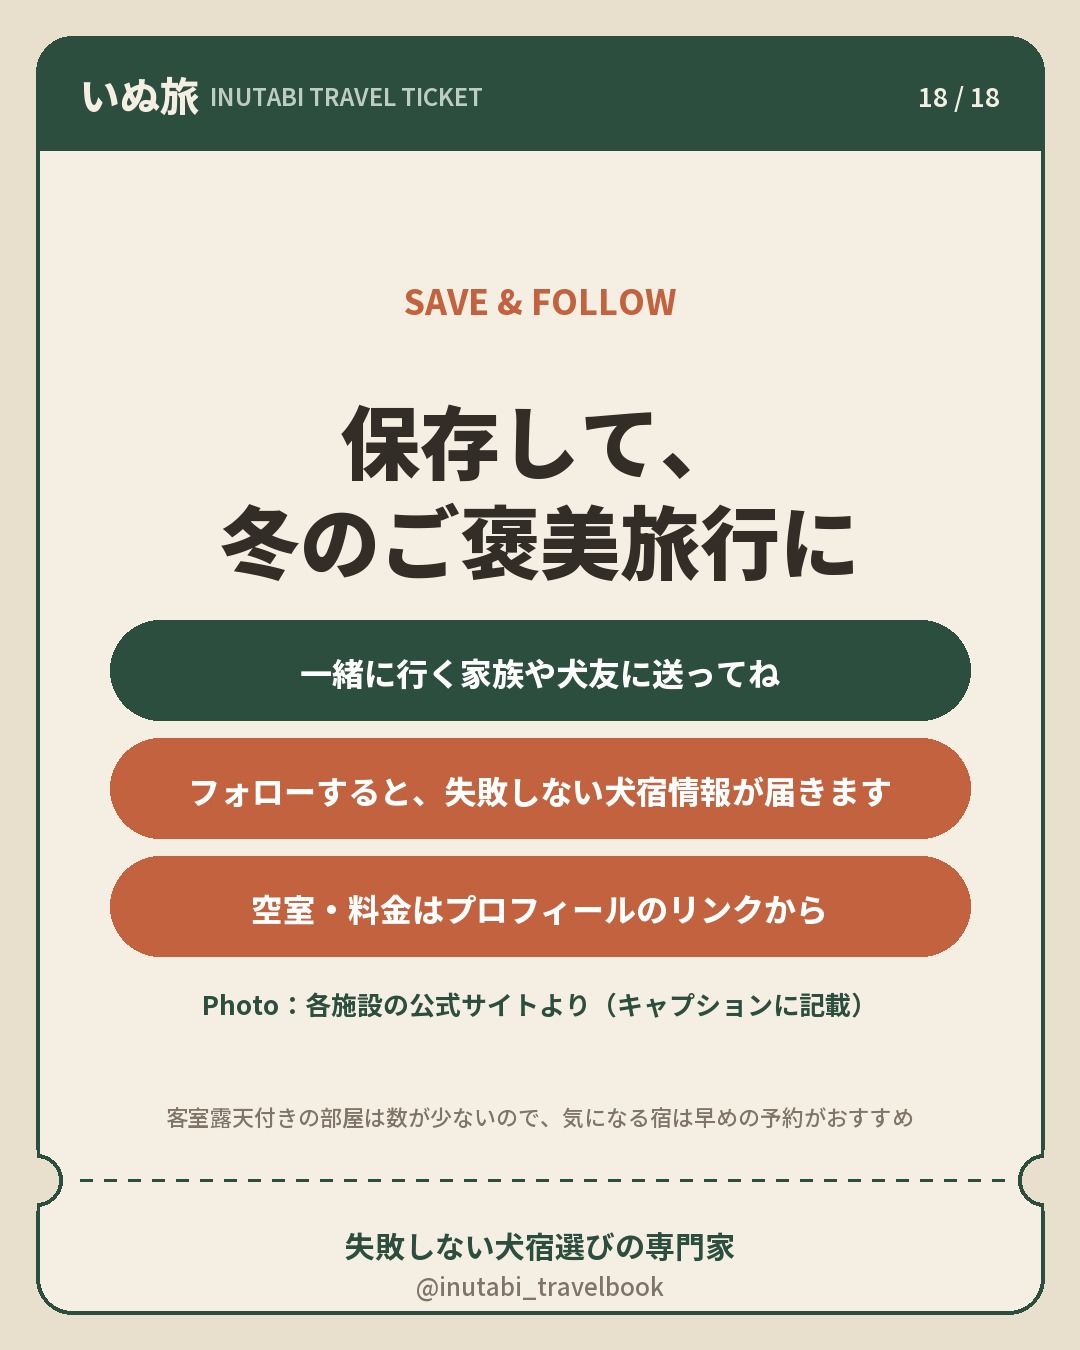 いぬ旅 INUTABI TRAVEL TICKET 18 / 18
SAVE & FOLLOW
保存して、
冬のご褒美旅行に
一緒に行く家族や犬友に送ってね
フォローすると、失敗しない犬宿情報が届きます
空室・料金はプロフィールのリンクから
Photo：各施設の公式サイトより（キャプションに記載）
客室露天付きの部屋は数が少ないので、気になる宿は早めの予約がおすすめ
失敗しない犬宿選びの専門家
@inutabi_travelbook